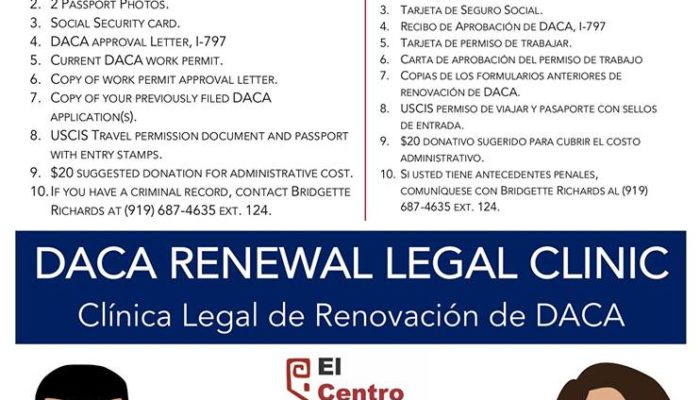 2. 2 Passport Photos.
3. Social Security card.
4. DACA approval Letter, I-797
5. Current DACA work permit.
6. Copy of work permit approval letter.
7. Copy of your previously filed DACA
application(s).
8. USCIS Travel permission document and passport
with entry stamps.
9. $20 suggested donation for administrative cost.
10. If you have a criminal record, contact Bridgette
Richards at (919) 687-4635 ext. 124.
3. Tarjeta de Seguro Social.
4. Recibo de Aprobación de DACA, I-797
5. Tarjeta de permiso de trabajar.
6. Carta de aprobación del permiso de trabajo
7. Copias de los formularios anteriores de
renovación de DACA.
8. USCIS permiso de viajar y pasaporte con sellos
de entrada.
9. $20 donativo sugerido para cubrir el costo
administrativo.
10. Si usted tiene antecedentes penales,
comuníquese con Bridgette Richards al (919)
687-4635 ext. 124.
DACA RENEWAL LEGAL CLINIC
Clínica Legal de Renovación de DACA
El
Centro